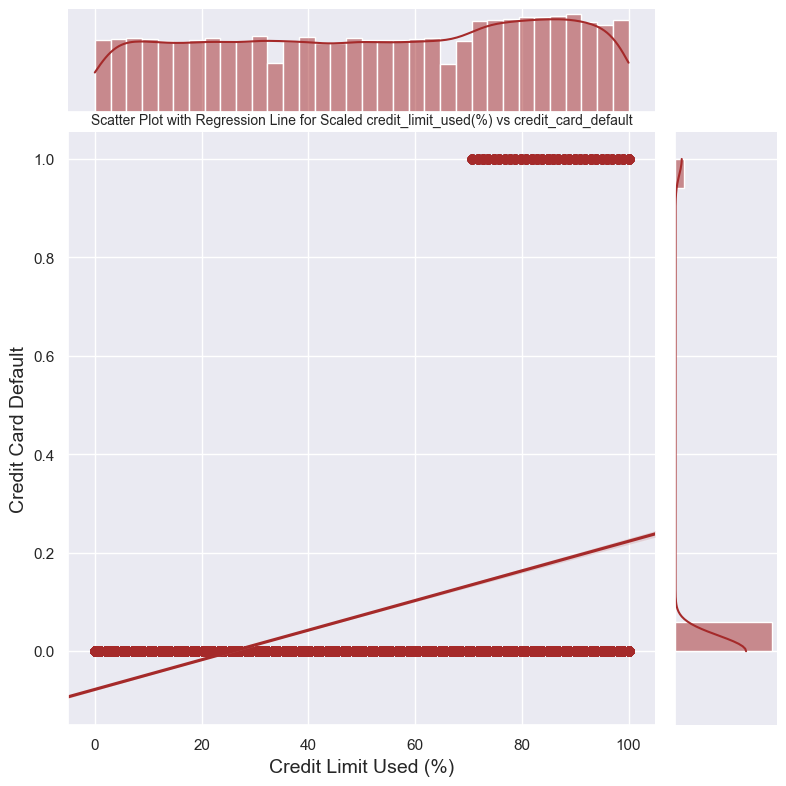 Scatter Plot with Regression Line for Scaled credit_limit_used(%) vs credit_card_default
1.0
0.8
0.6
0.4
0.2
0.0
Credit Card Default
0 20 40 60 80 100
Credit Limit Used (%)